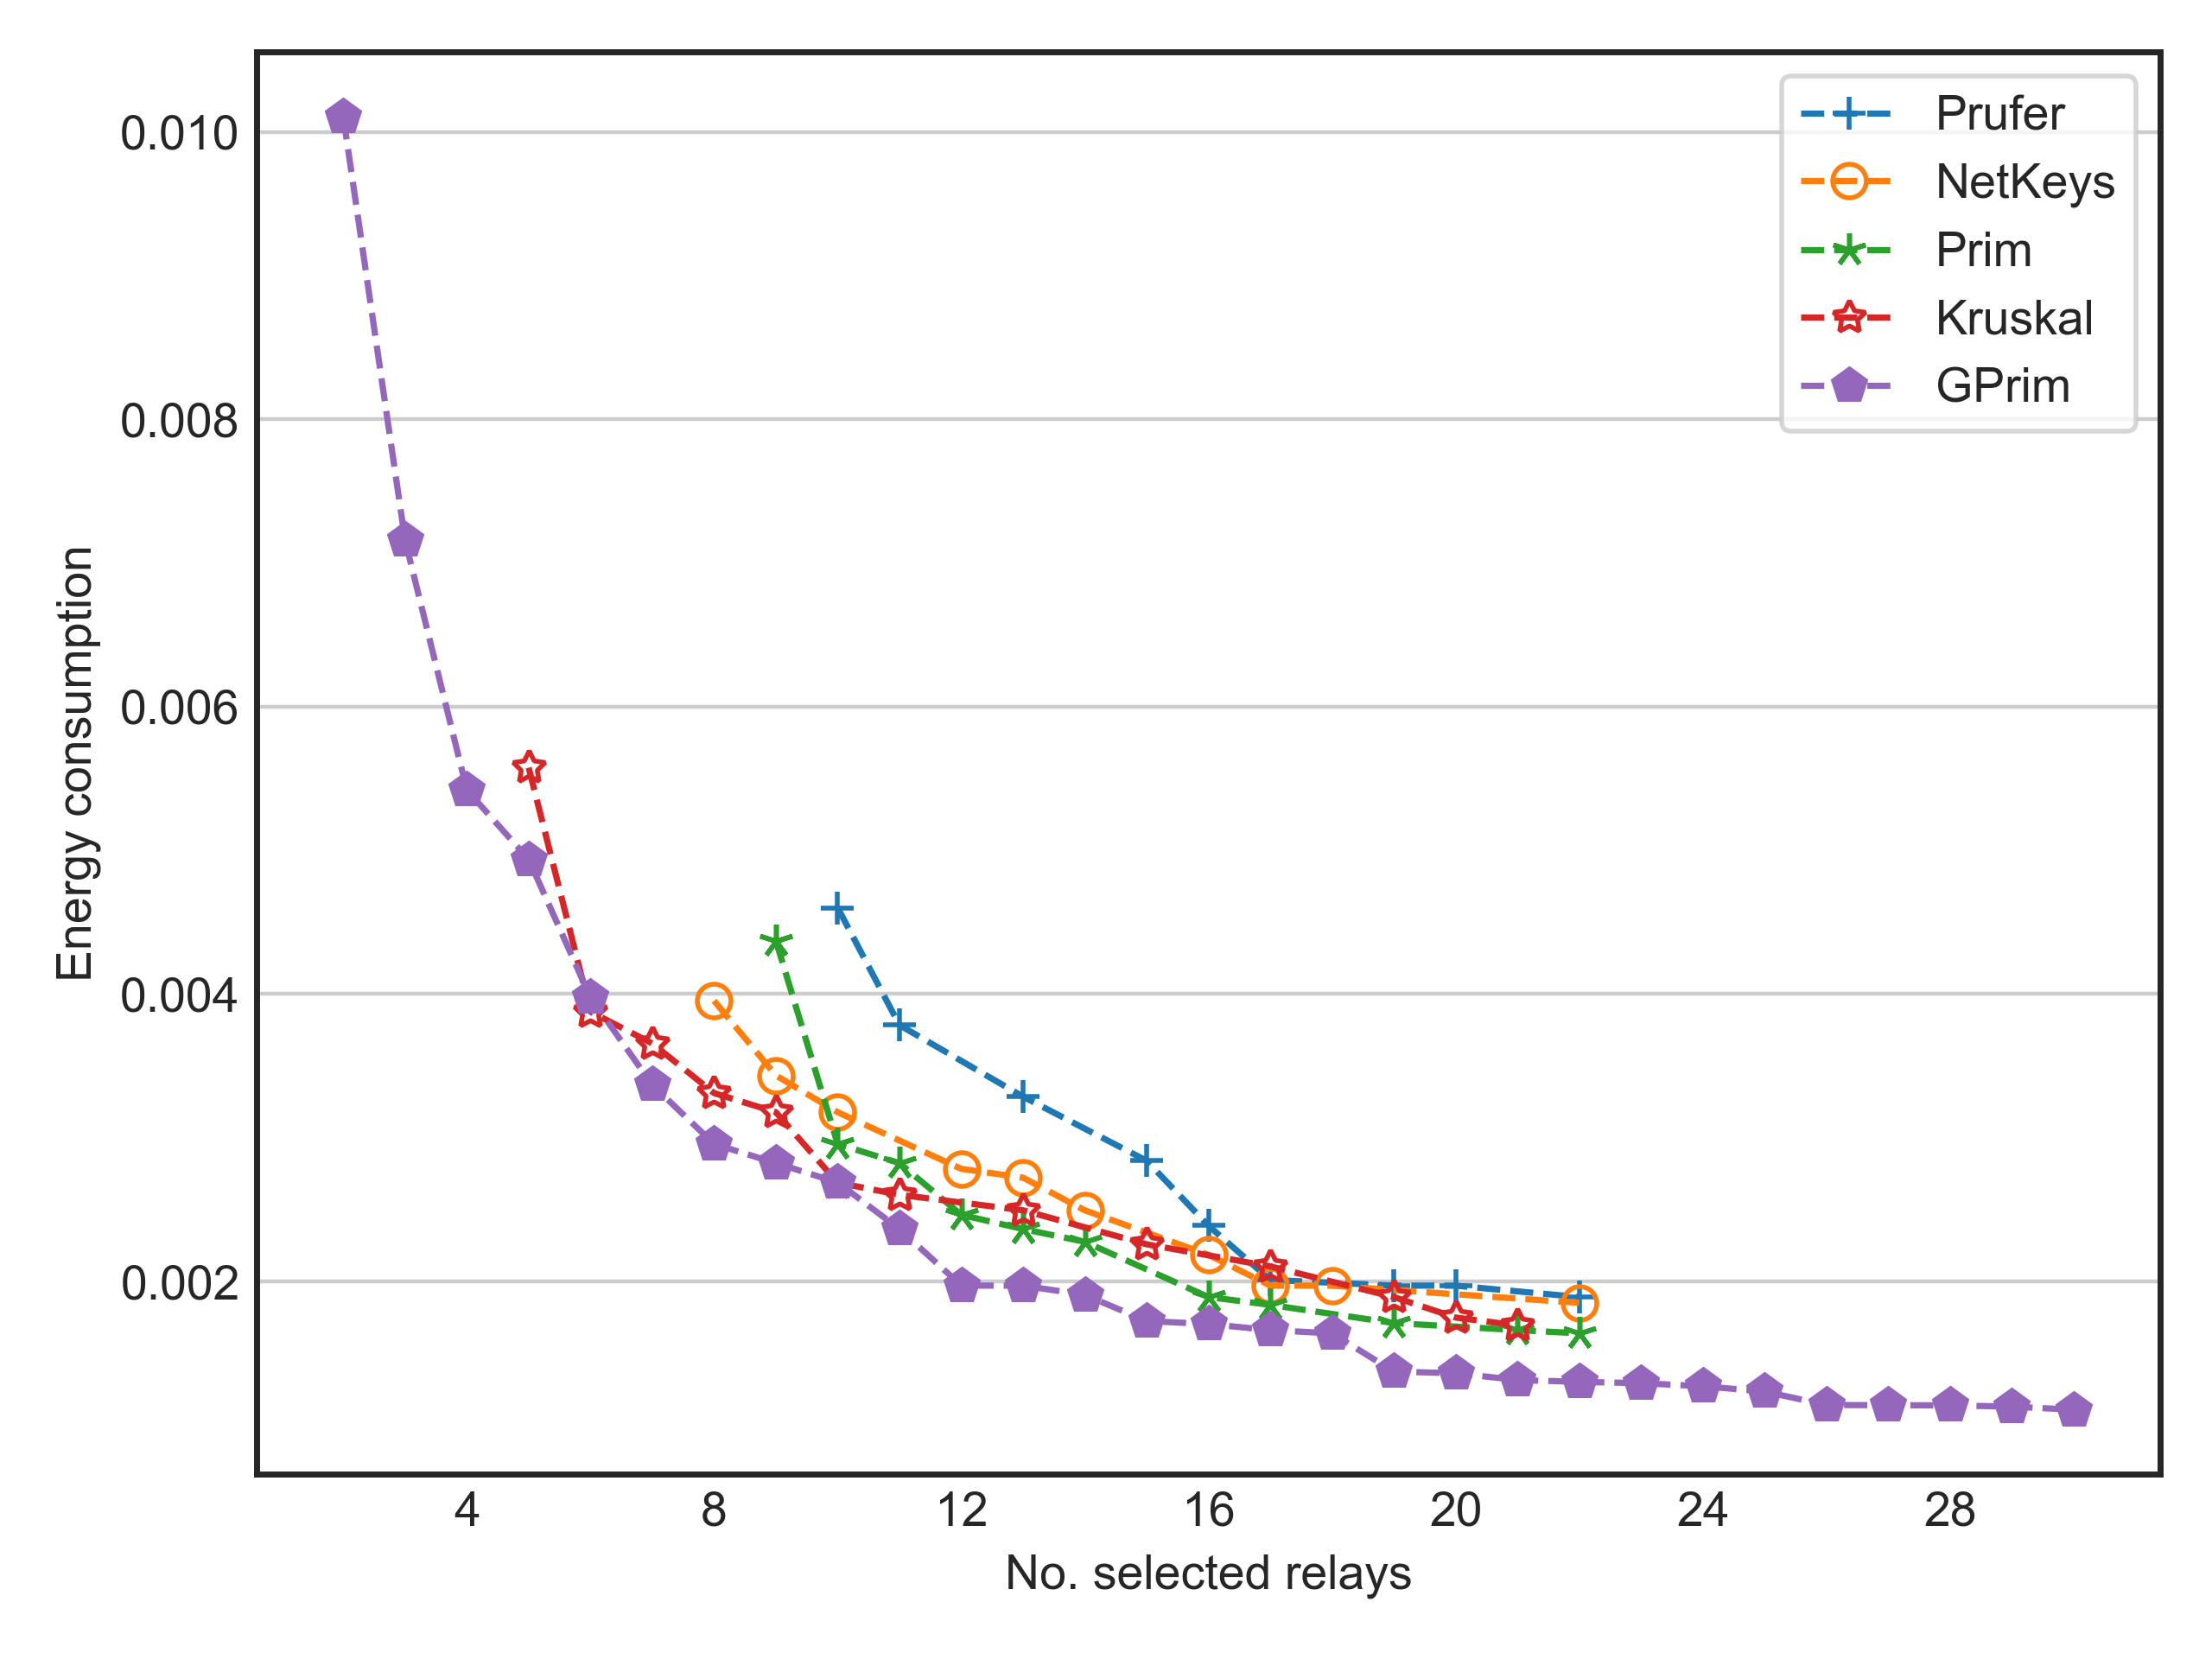 Prufer
NetKeys
Prim
Kruskal
GPrim
Energy consumption
0.010
0.008
0.006
0.004
0.002
4 8 12 16 20 24 28
No. selected relays